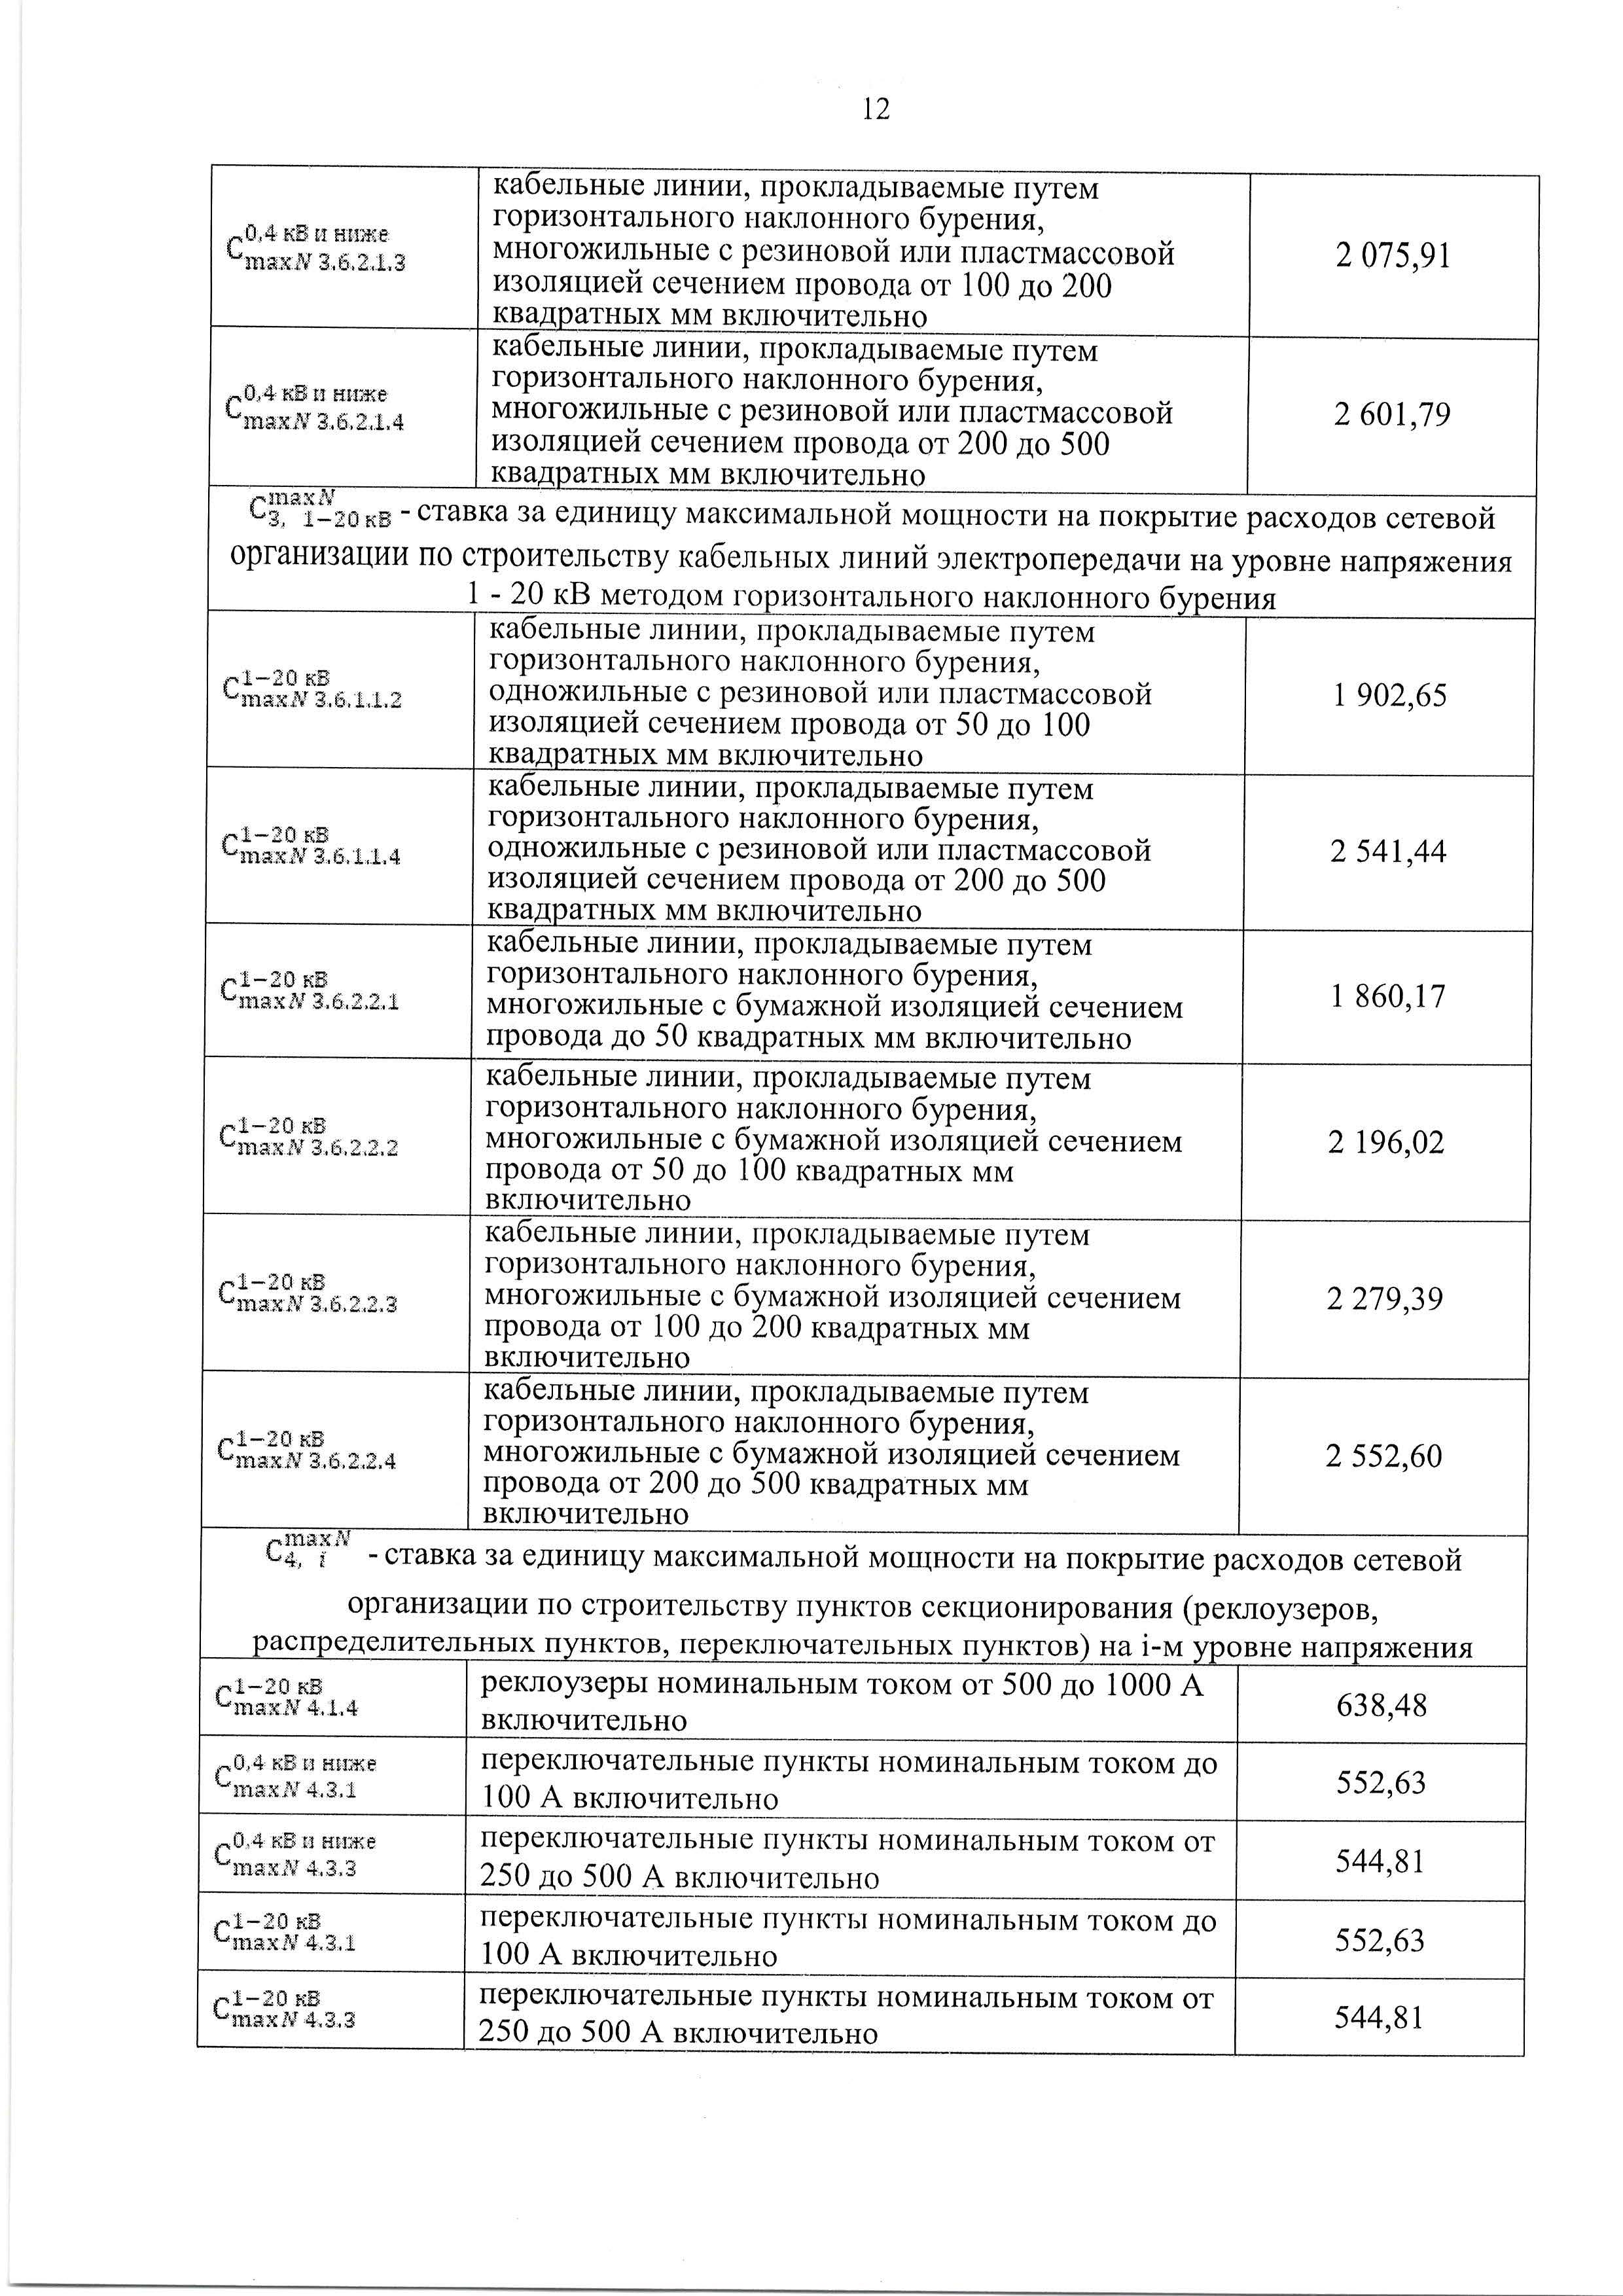 12
С 0,4 кВ и ниже
maxN 3.6.2.1.3
кабельные линии, прокладываемые путем
горизонтального наклонного бурения,
многожильные с резиновой или пластмассовой
изоляцией сечением провода от 100 до 200
квадратных мм включительно
2 075,91
С 0,4 кВ и ниже
maxN 3.6.2.1.4
кабельные линии, прокладываемые путем
горизонтального наклонного бурения,
многожильные с резиновой или пластмассовой
изоляцией сечением провода от 200 до 500
квадратных мм включительно
2 601,79
С maxN 3, 1–20 кВ - ставка за единицу максимальной мощности на покрытие расходов сетевой
организации по строительству кабельных линий электропередачи на уровне напряжения
1 - 20 кВ методом горизонтального наклонного бурения
С 1–20 кВ
maxN 3.6.1.1.2
кабельные линии, прокладываемые путем
горизонтального наклонного бурения,
одножильные с резиновой или пластмассовой
изоляцией сечением провода от 50 до 100
квадратных мм включительно
1 902,65
С 1–20 кВ
maxN 3.6.1.1.4
кабельные линии, прокладываемые путем
горизонтального наклонного бурения,
одножильные с резиновой или пластмассовой
изоляцией сечением провода от 200 до 500
квадратных мм включительно
2 541,44
С 1–20 кВ
maxN 3.6.2.2.1
кабельные линии, прокладываемые путем
горизонтального наклонного бурения,
многожильные с бумажной изоляцией сечением
провода до 50 квадратных мм включительно
1 860,17
С 1–20 кВ
maxN 3.6.2.2.2
кабельные линии, прокладываемые путем
горизонтального наклонного бурения,
многожильные с бумажной изоляцией сечением
провода от 50 до 100 квадратных мм
включительно
2 196,02
С 1–20 кВ
maxN 3.6.2.2.3
кабельные линии, прокладываемые путем
горизонтального наклонного бурения,
многожильные с бумажной изоляцией сечением
провода от 100 до 200 квадратных мм
включительно
2 279,39
С 1–20 кВ
maxN 3.6.2.2.4
кабельные линии, прокладываемые путем
горизонтального наклонного бурения,
многожильные с бумажной изоляцией сечением
провода от 200 до 500 квадратных мм
включительно
2 552,60
С maxN 4, i - ставка за единицу максимальной мощности на покрытие расходов сетевой
организации по строительству пунктов секционирования (реклоузеров,
распределительных пунктов, переключательных пунктов) на i-м уровне напряжения
С 1–20 кВ
maxN 4.1.4
реклоузеры номинальным током от 500 до 1000 А
включительно
638,48
С 0,4 кВ и ниже
maxN 4.3.1
переключательные пункты номинальным током до
100 А включительно
552,63
С 0,4 кВ и ниже
maxN 4.3.3
переключательные пункты номинальным током от
250 до 500 А включительно
544,81
С 1–20 кВ
maxN 4.3.1
переключательные пункты номинальным током до
100 А включительно
552,63
С 1–20 кВ
maxN 4.3.3
переключательные пункты номинальным током от
250 до 500 А включительно
544,81